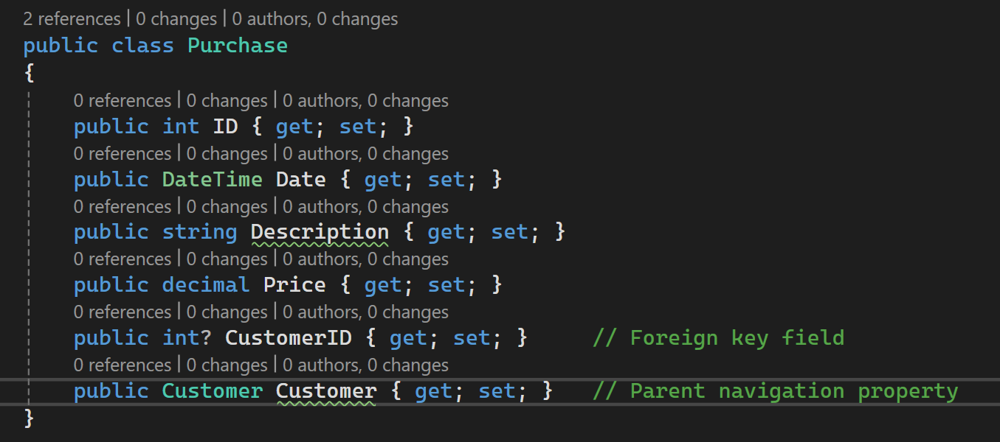 2 references | 0 changes | 0 authors, 0 changes
public class Purchase
{
0 references | 0 changes | 0 authors, 0 changes
public int ID { get; set; }
0 references | 0 changes | 0 authors, 0 changes
public DateTime Date { get; set; }
0 references | 0 changes | 0 authors, 0 changes
public string Description { get; set; }
0 references | 0 changes | 0 authors, 0 changes
public decimal Price { get; set; }
0 references | 0 changes | 0 authors, 0 changes
public int? CustomerID { get; set; } // Foreign key field
0 references | 0 changes | 0 authors, 0 changes
public Customer Customer { get; set; } // Parent navigation property
}